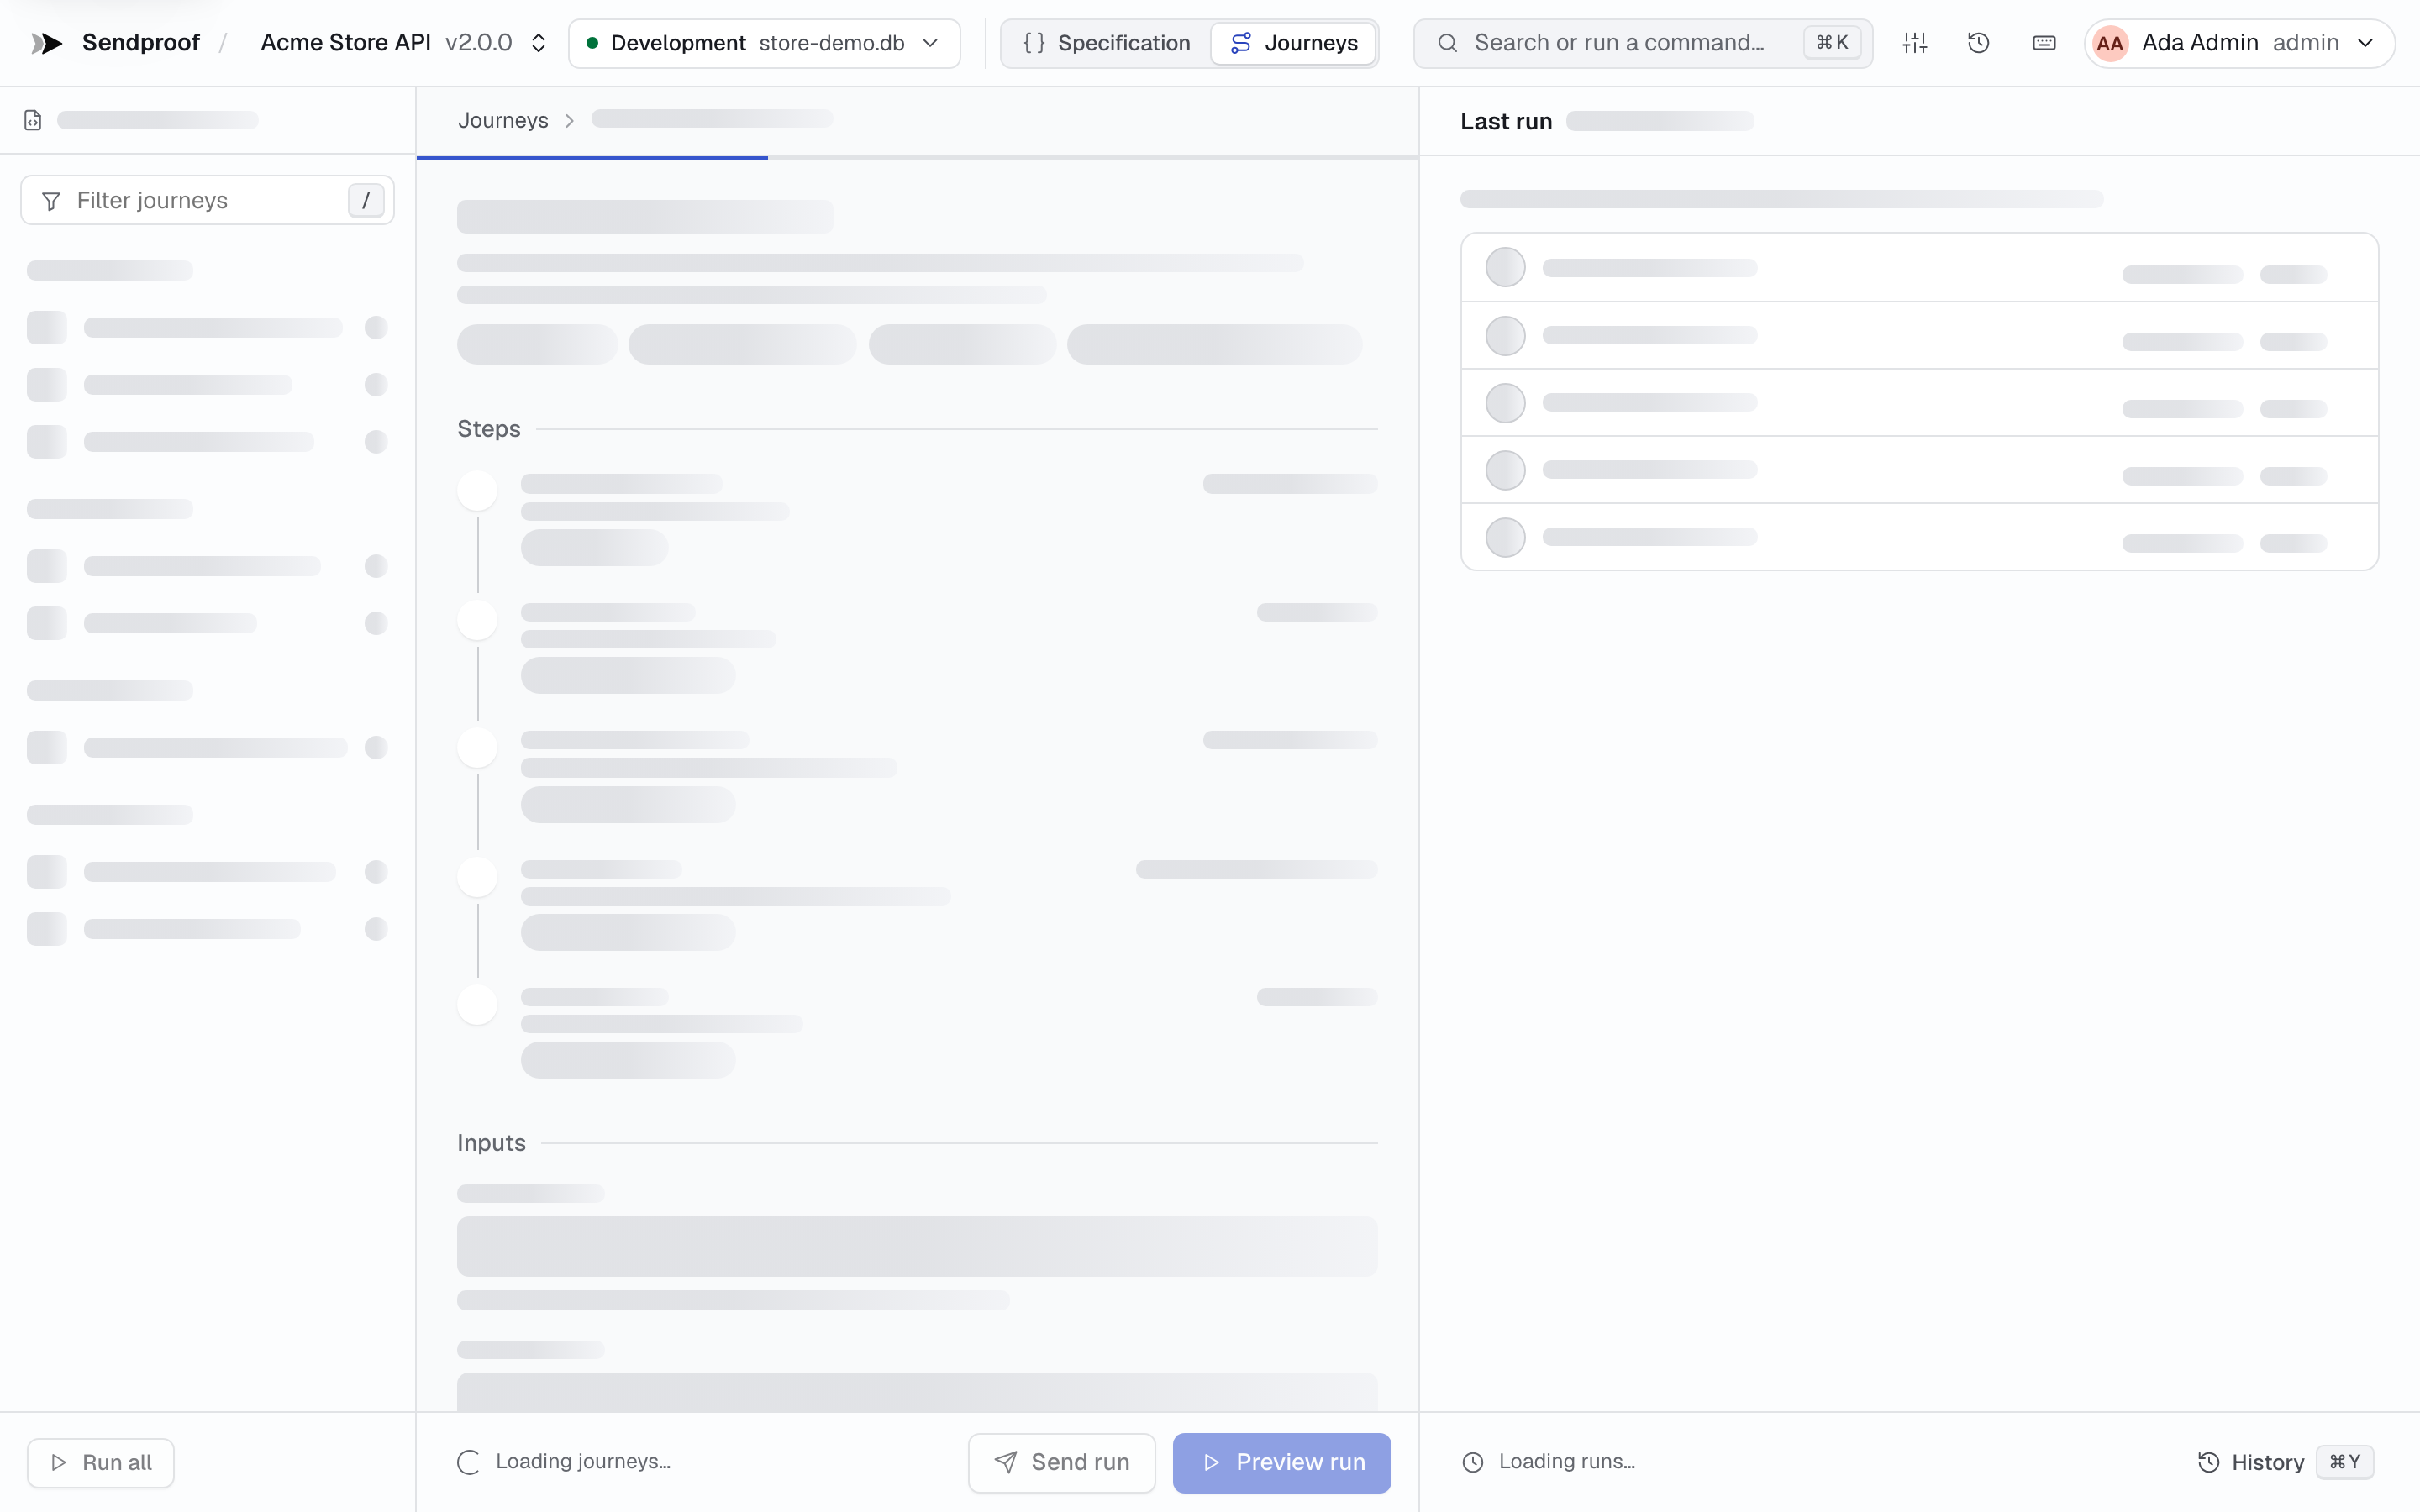 Sendproof / Acme Store API v2.0.0
Development store-demo.db
{ } Specification
Journeys
Search or run a command... ⌘ K
AA Ada Admin admin
Journeys >
Last run
Filter journeys /
Steps
Inputs
Run all
Loading journeys...
Send run
Preview run
Loading runs...
History ⌘ Y